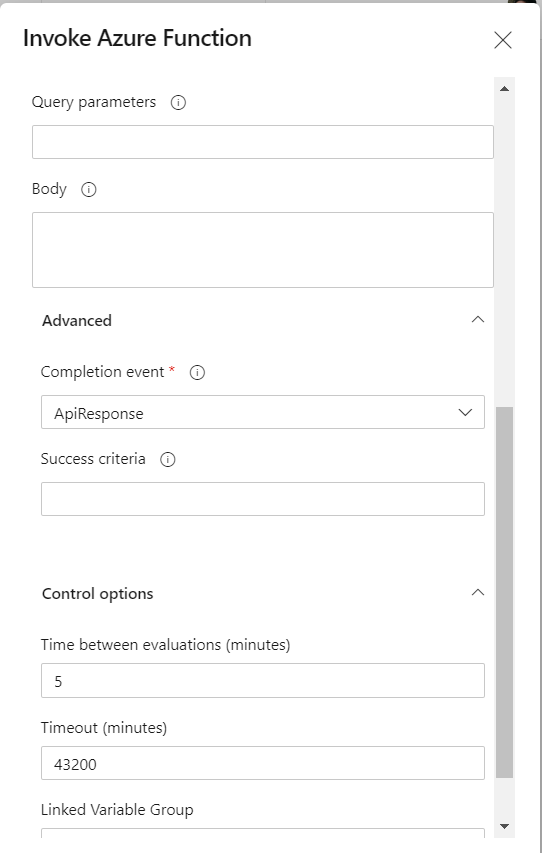 Invoke Azure Function
Query parameters
Body
Advanced
Completion event *
ApiResponse
Success criteria
Control options
Time between evaluations (minutes)
5
Timeout (minutes)
43200
Linked Variable Group